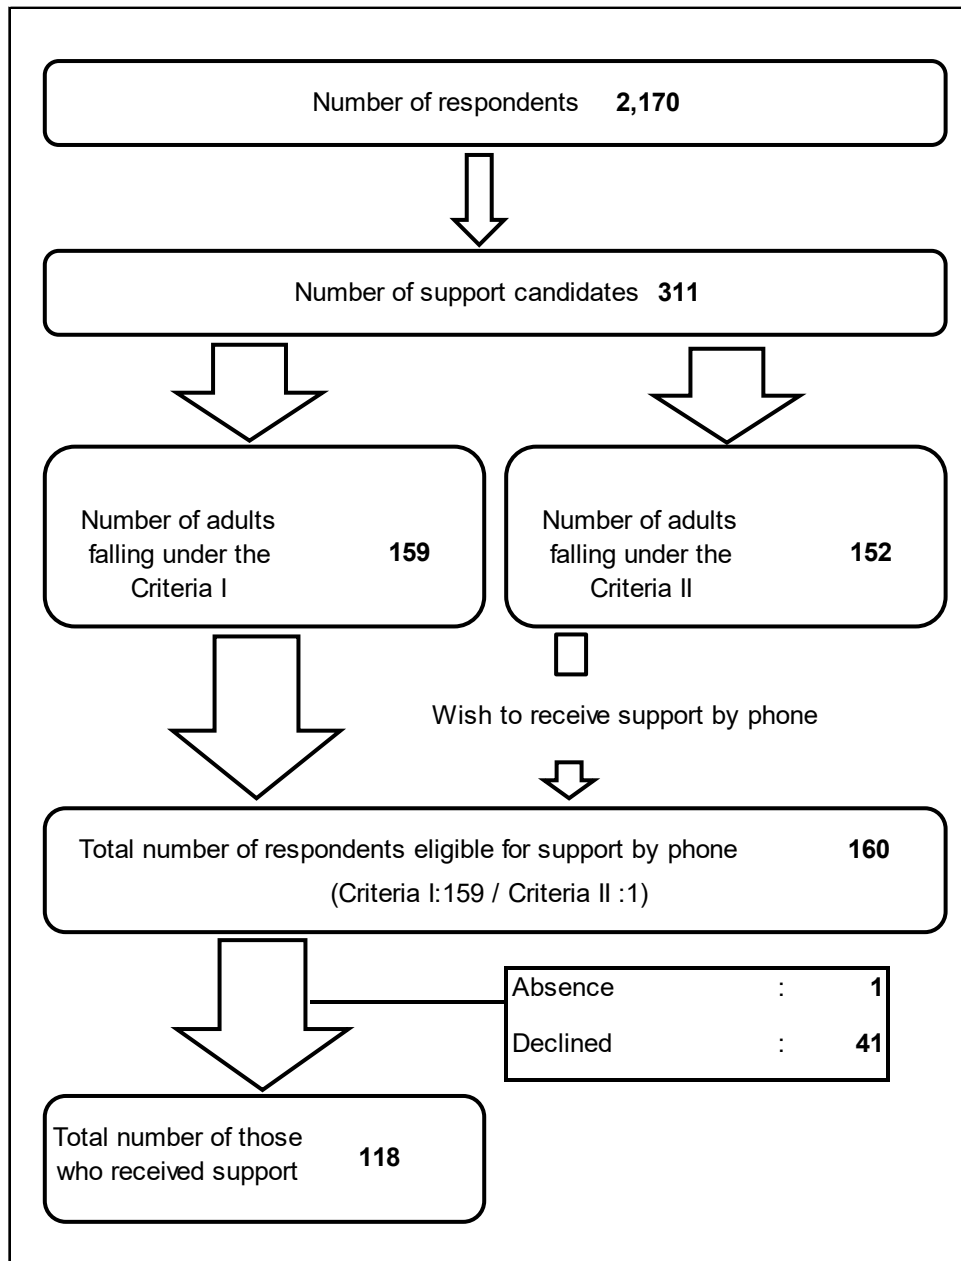 Number of respondents 2,170
Number of support candidates 311
Number of adults
falling under the
Criteria I
159
Number of adults
falling under the
Criteria II
152
Wish to receive support by phone
Total number of respondents eligible for support by phone 160
(Criteria I:159 / Criteria II :1)
Absence : 1
Declined : 41
Total number of those
who received support
118